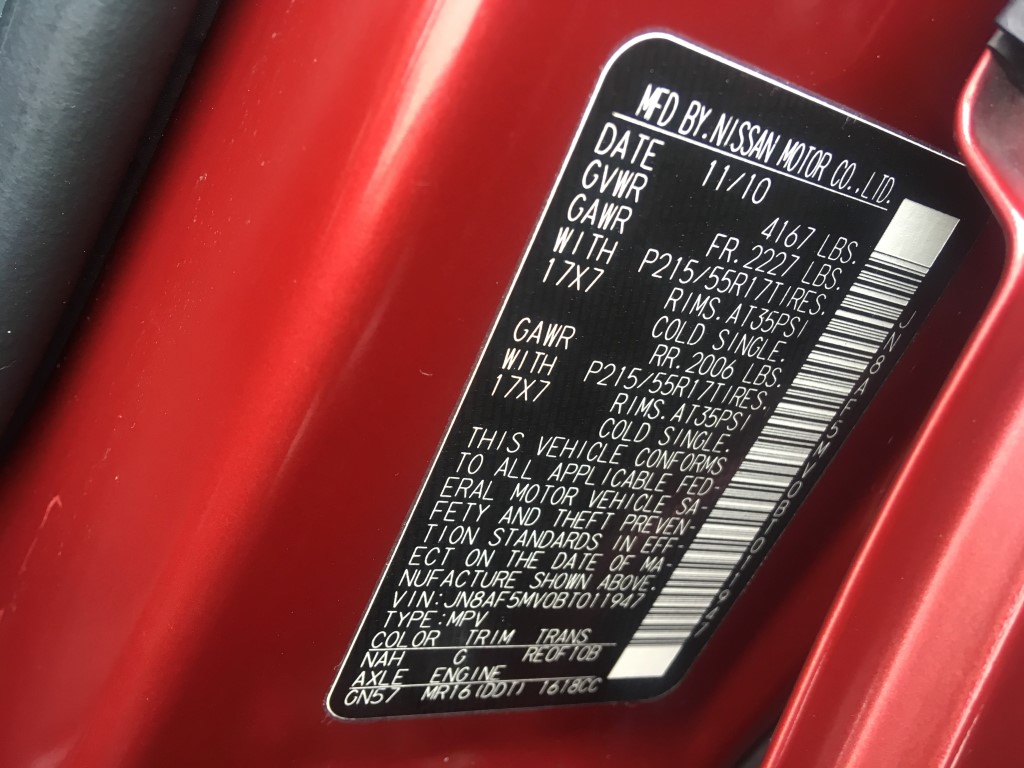 MFD BY. NISSAN MOTOR CO., LTD.
DATE 11/10
GVWR 4167 LBS.
GAWR FR. 2227 LBS.
WITH P215/55R17TIRES.
17X7 RIMS. AT35PSI
COLD SINGLE.
GAWR RR. 2006 LBS.
WITH P215/55R17TIRES.
17X7 RIMS. AT35PSI
COLD SINGLE.
THIS VEHICLE CONFORMS
TO ALL APPLICABLE FED-
ERAL MOTOR VEHICLE SA-
FETY AND THEFT PREVEN-
TION STANDARDS IN EFF-
ECT ON THE DATE OF MA-
NUFACTURE SHOWN ABOVE.
VIN:JN8AF5MV0BT011947
TYPE:MPV
COLOR TRIM TRANS
NAH G RE0F10B
AXLE ENGINE
GN57 MR16(DDT) 1618CC
JN8AF5MV0BT011947